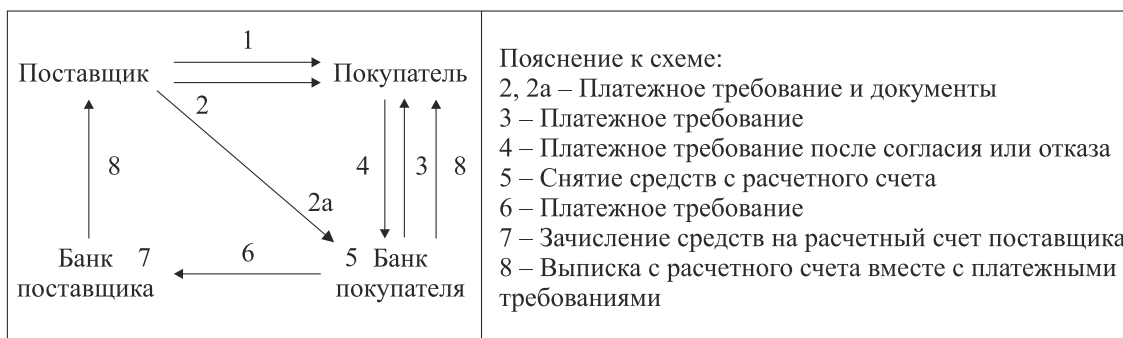 1
Поставщик
Покупатель
2
8
4
3
8
2а
Банк 7
поставщика
6
5 Банк
покупателя
Пояснение к схеме:
2, 2а – Платежное требование и документы
3 – Платежное требование
4 – Платежное требование после согласия или отказа
5 – Снятие средств с расчетного счета
6 – Платежное требование
7 – Зачисление средств на расчетный счет поставщика
8 – Выписка с расчетного счета вместе с платежными
требованиями